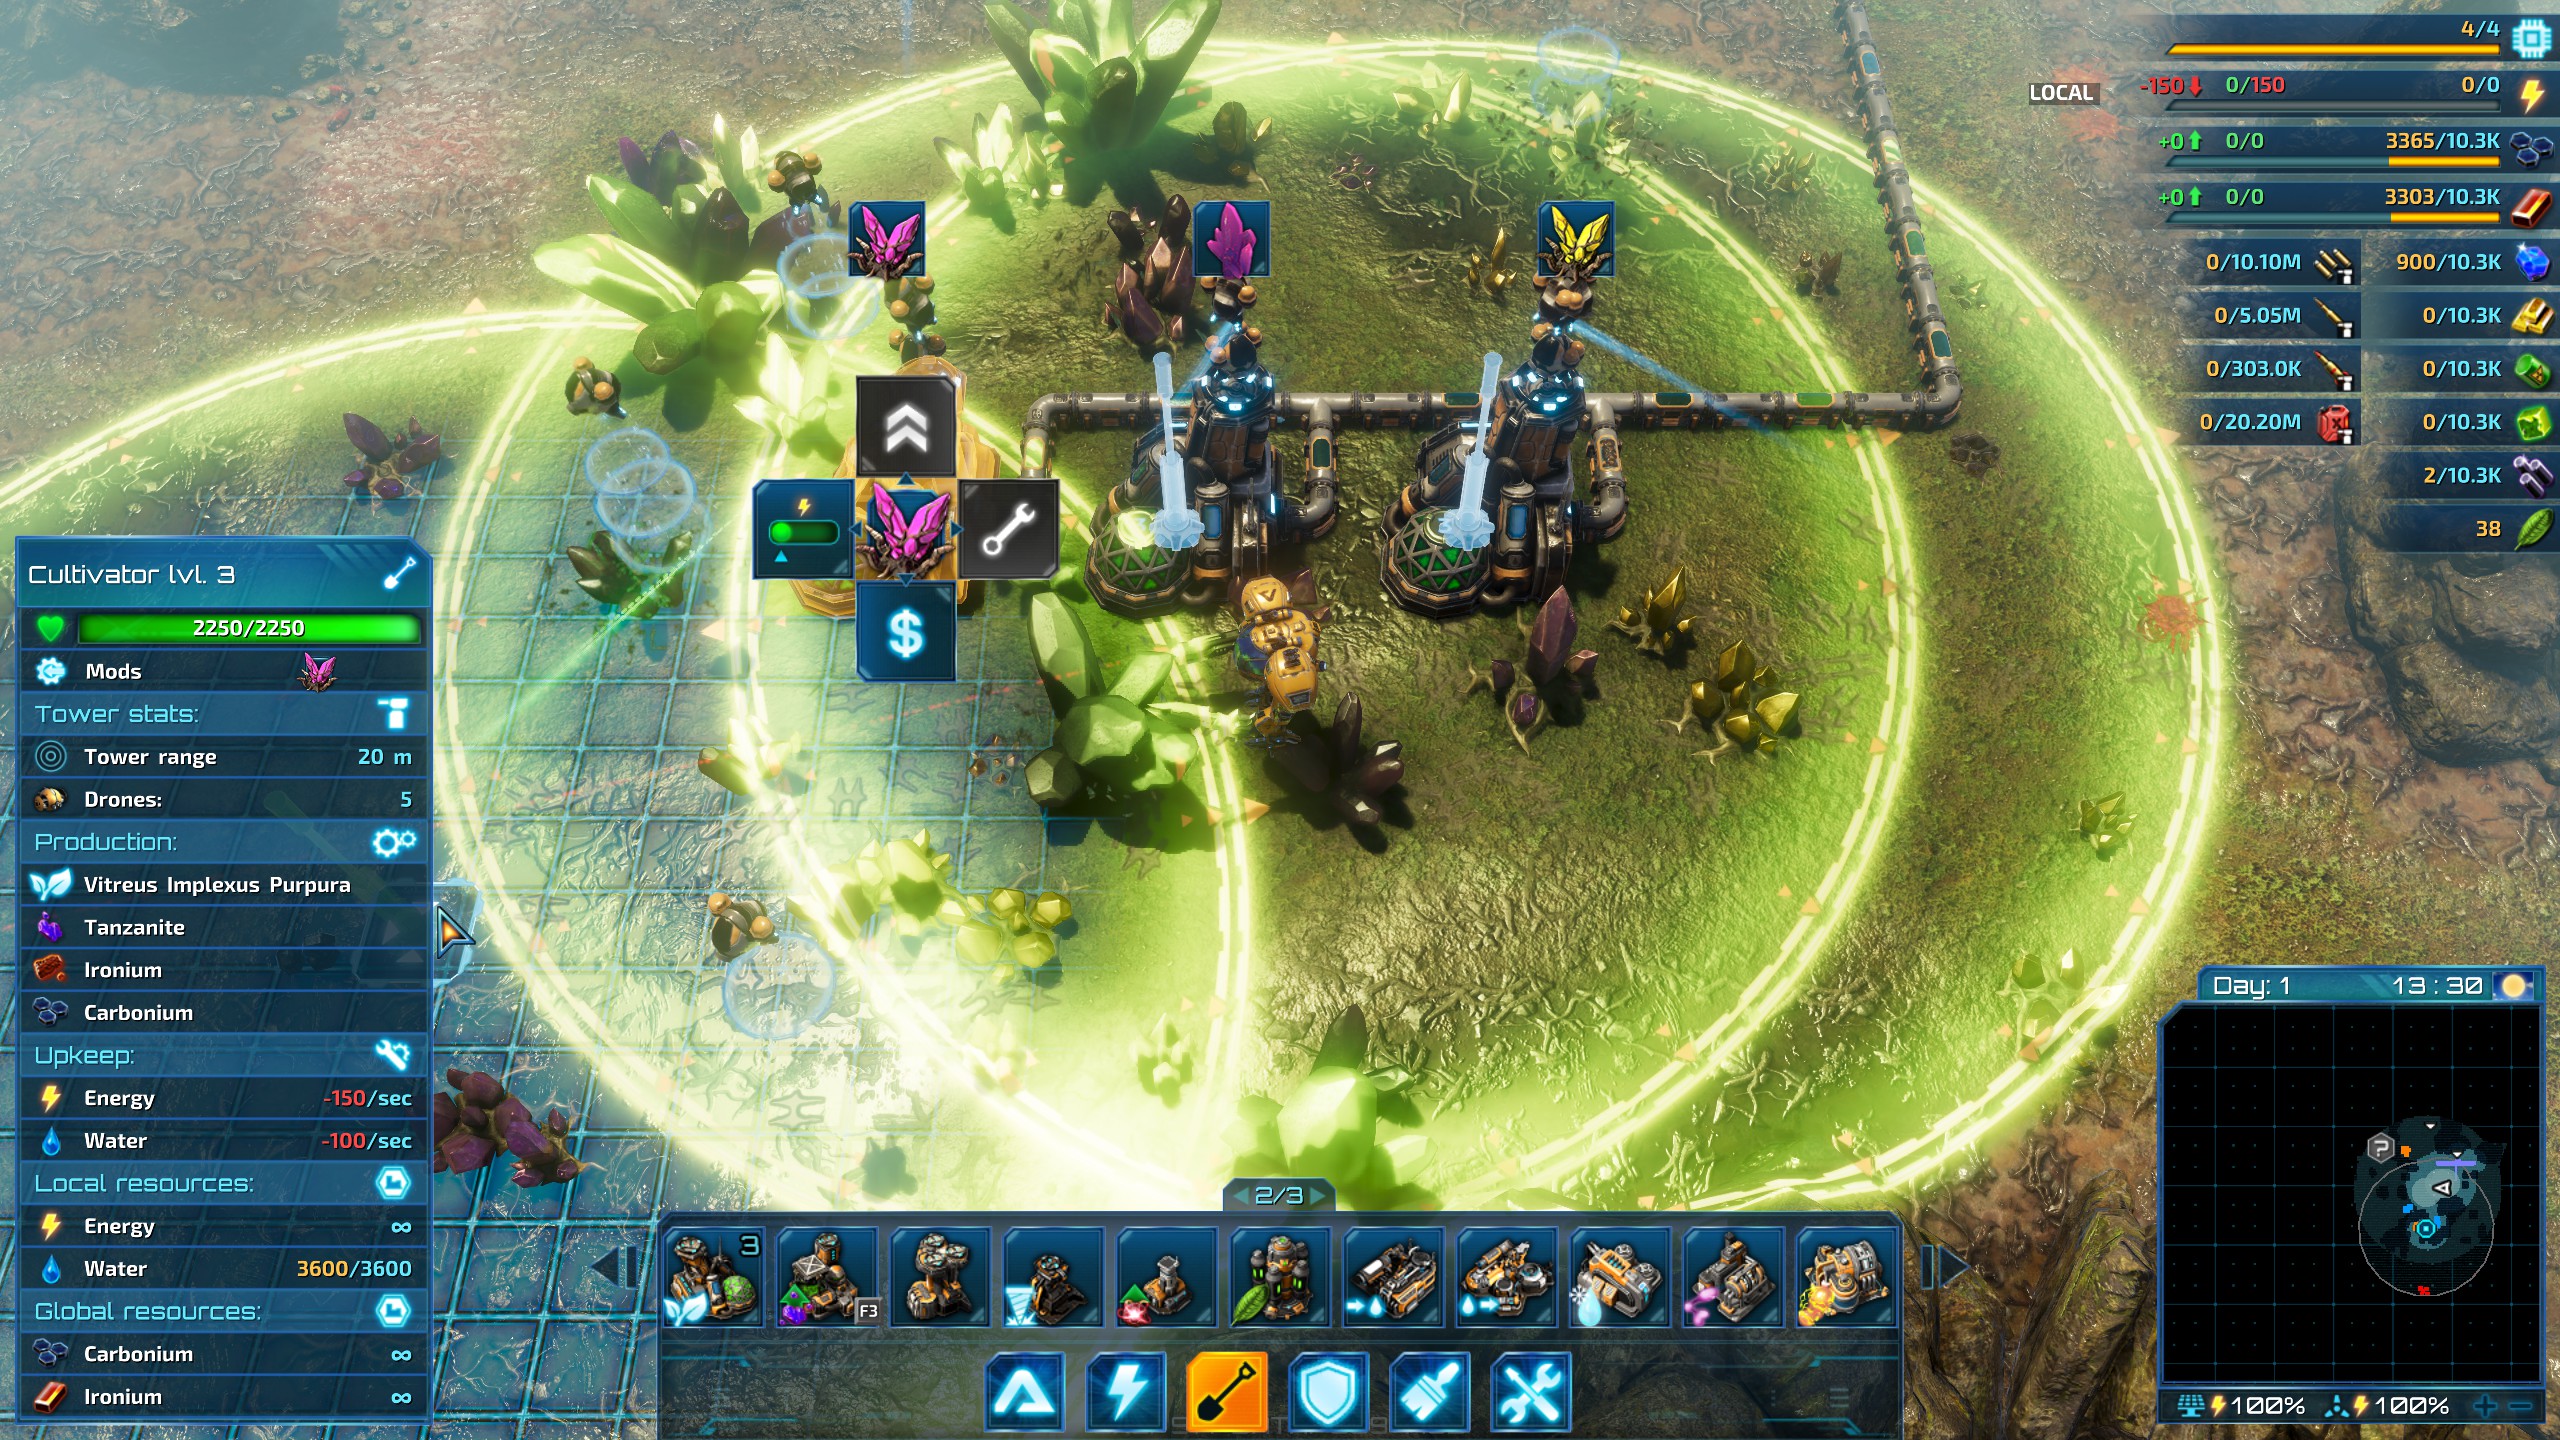 4/4
LOCAL
-150 0/150 0/0
+0 0/0 3365/10.3K
+0 0/0 3303/10.3K
0/10.10M 900/10.3K
0/5.05M 0/10.3K
0/303.0K 0/10.3K
0/20.20M 0/10.3K
2/10.3K
38
Cultivator lvl. 3
2250/2250
Mods
Tower stats:
Tower range 20 m
Drones: 5
Production:
Vitreus Implexus Purpura
Tanzanite
Ironium
Carbonium
Upkeep:
Energy -150/sec
Water -100/sec
Local resources:
Energy ∞
Water 3600/3600
Global resources:
Carbonium ∞
Ironium ∞
$
2/3
3
F3
Day: 1 13:30
?
100% 100%